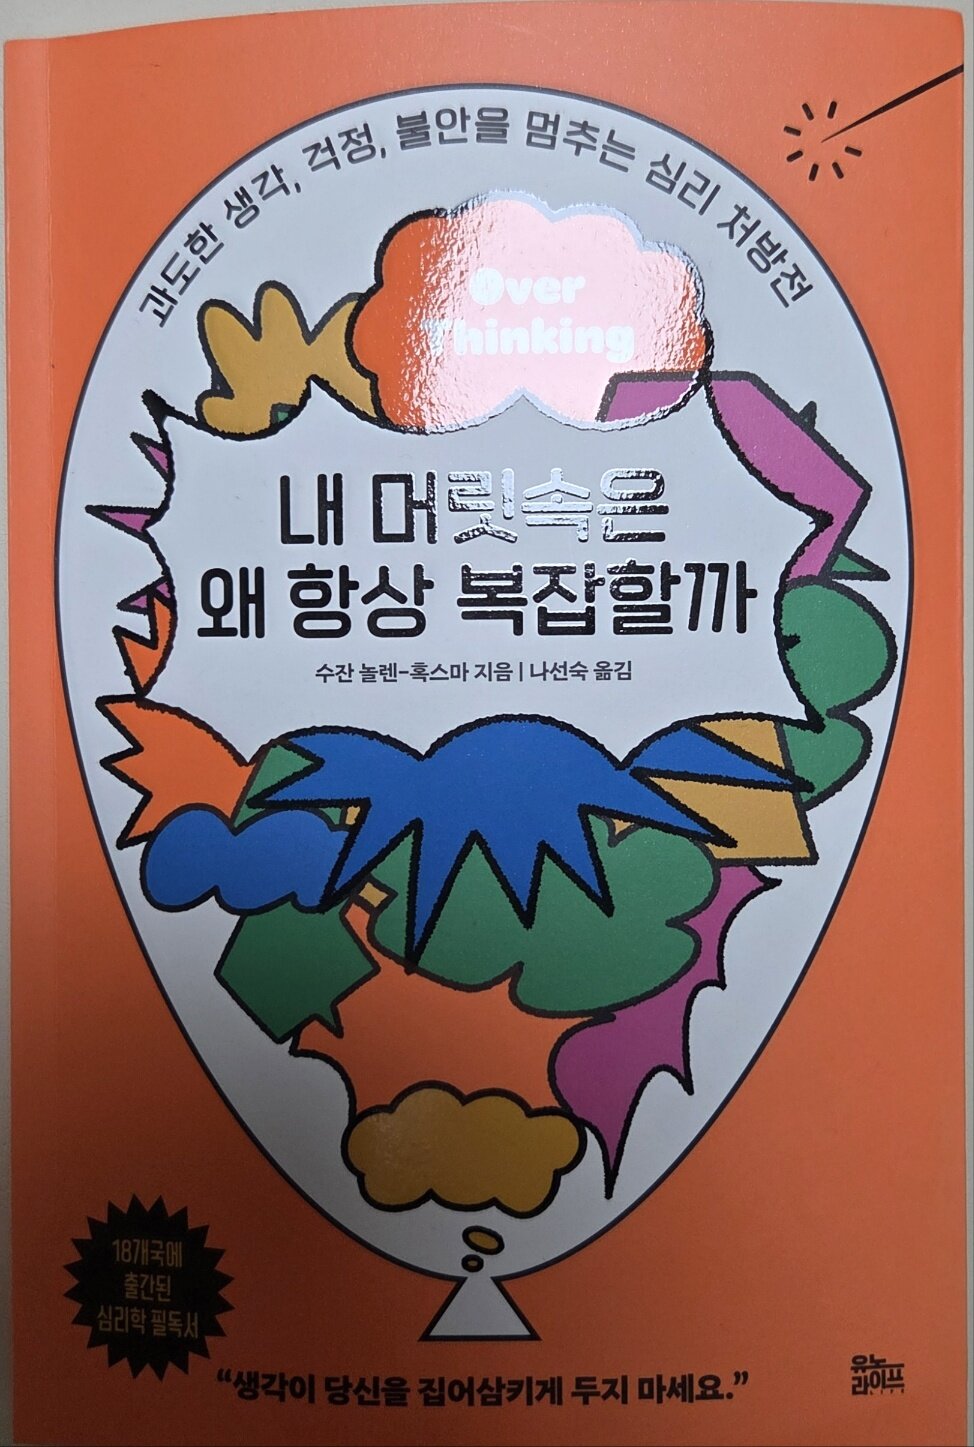 과도한 생각, 걱정, 불안을 멈추는 심리 처방전
Over
Thinking
내 머릿속은
왜 항상 복잡할까
수잔 놀렌-혹스마 지음 | 나선숙 옮김
18개국에
출간된
심리학 필독서
“생각이 당신을 집어삼키게 두지 마세요.”
유노
라이프
LIFE